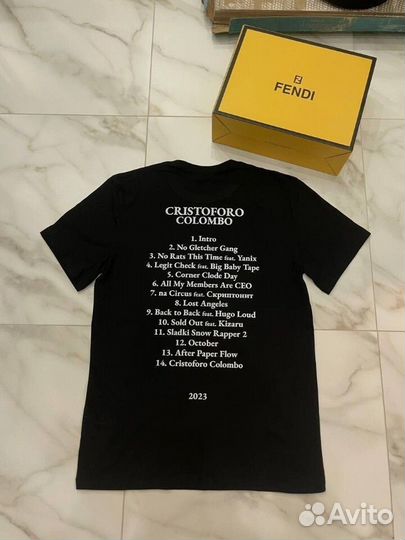 FENDI
CRISTOFORO
COLOMBO
1. Intro
2. No Gletcher Gang
3. No Rats This Time feat. Yanix
4. Legit Check feat. Big Baby Tape
5. Corner Clode Day
6. All My Members Are CEO
7. na Circus feat. Скриптонит
8. Lost Angeles
9. Back to Back feat. Hugo Loud
10. Sold Out feat. Kizaru
11. Sladki Snow Rapper 2
12. October
13. After Paper Flow
14. Cristoforo Colombo
2023
Avito